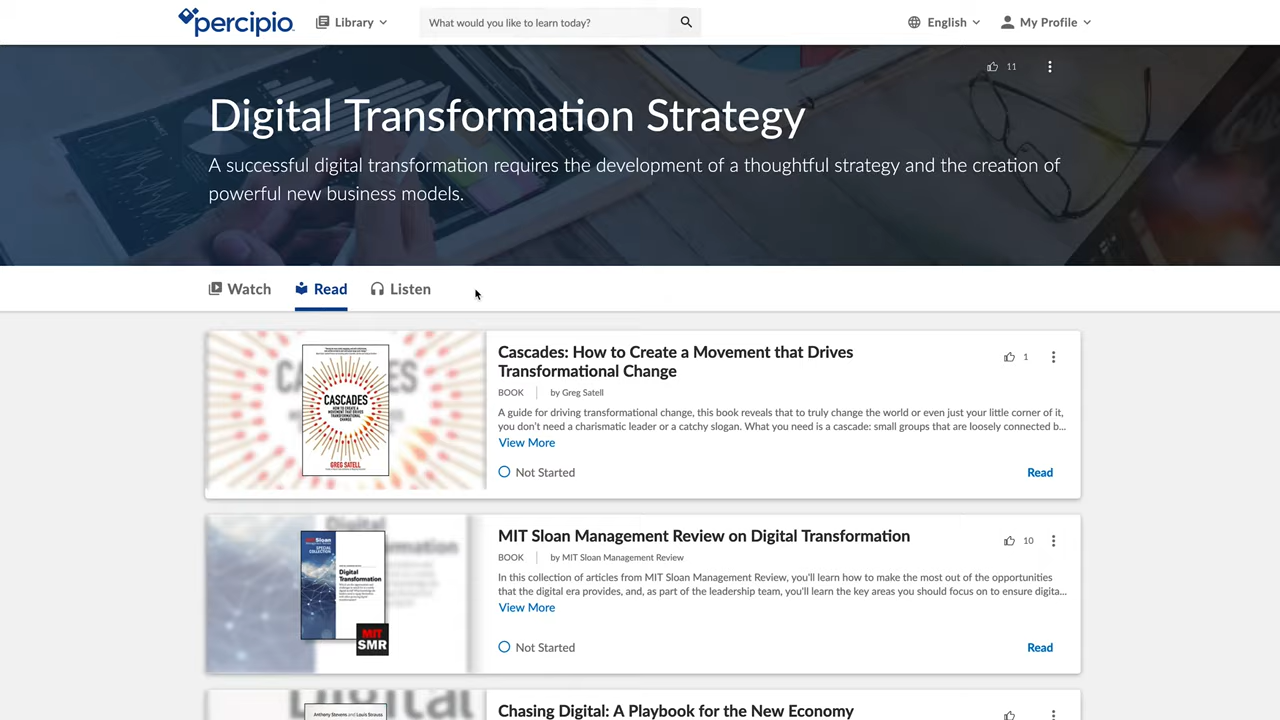 percipio
Library
What would you like to learn today?
English
My Profile
11
Digital Transformation Strategy
A successful digital transformation requires the development of a thoughtful strategy and the creation of
powerful new business models.
Watch
Read
Listen
CASCADES
HOW TO CREATE A
MOVEMENT THAT DRIVES
TRANSFORMATIONAL
CHANGE
GREG SATELL
Cascades: How to Create a Movement that Drives
Transformational Change
1
BOOK
by Greg Satell
A guide for driving transformational change, this book reveals that to truly change the world or even just your little corner of it,
you don't need a charismatic leader or a catchy slogan. What you need is a cascade: small groups that are loosely connected b...
View More
Not Started
Read
Digital
Transformation
MIT
SMR
MIT Sloan Management Review on Digital Transformation
10
BOOK
by MIT Sloan Management Review
In this collection of articles from MIT Sloan Management Review, you'll learn how to make the most out of the opportunities
that the digital era provides, and, as part of the leadership team, you'll learn the key areas you should focus on to ensure digita...
View More
Not Started
Read
Digital
Anthony Stevens and Louis Strauss
Chasing Digital: A Playbook for the New Economy